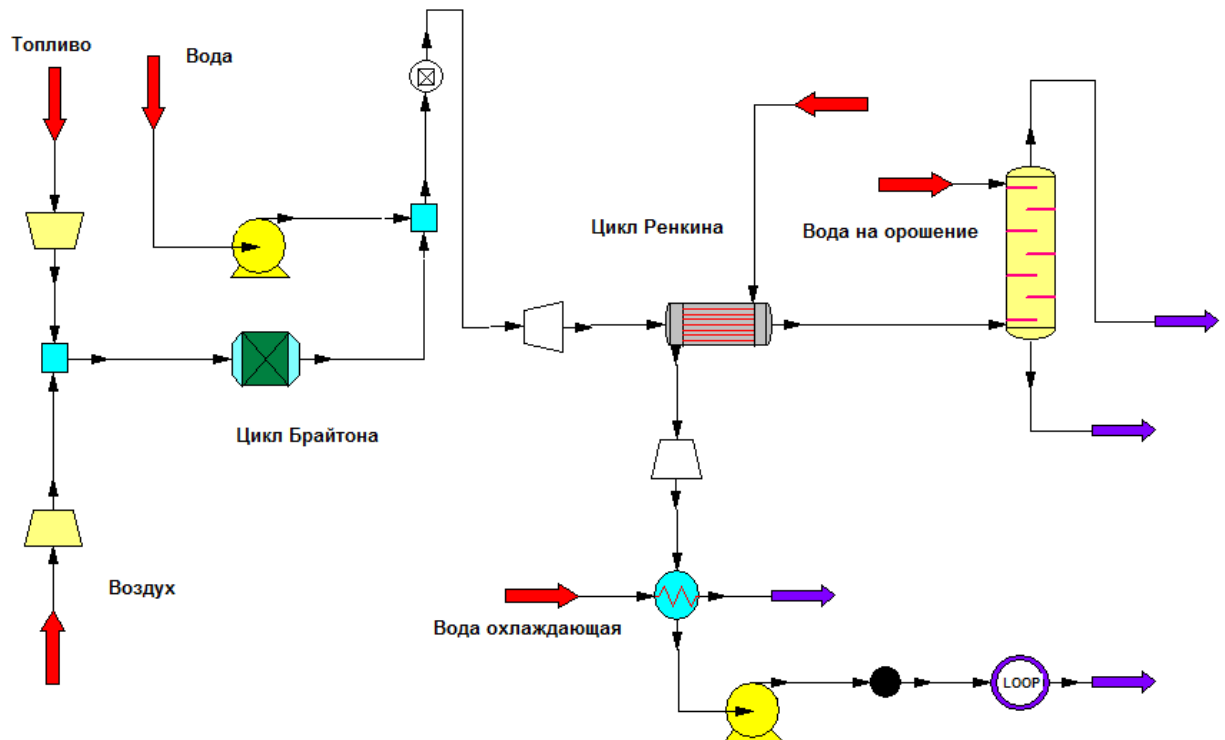 Топливо
Вода
Цикл Ренкина
Вода на орошение
Цикл Брайтона
Воздух
Вода охлаждающая
LOOP